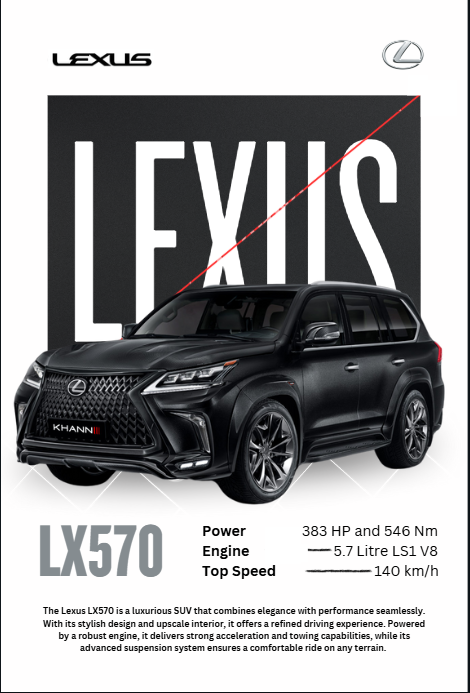 LEXUS
LEXUS
KHANN
LX570
Power 383 HP and 546 Nm
Engine 5.7 Litre LS1 V8
Top Speed 140 km/h
The Lexus LX570 is a luxurious SUV that combines elegance with performance seamlessly.
With its stylish design and upscale interior, it offers a refined driving experience. Powered
by a robust engine, it delivers strong acceleration and towing capabilities, while its
advanced suspension system ensures a comfortable ride on any terrain.